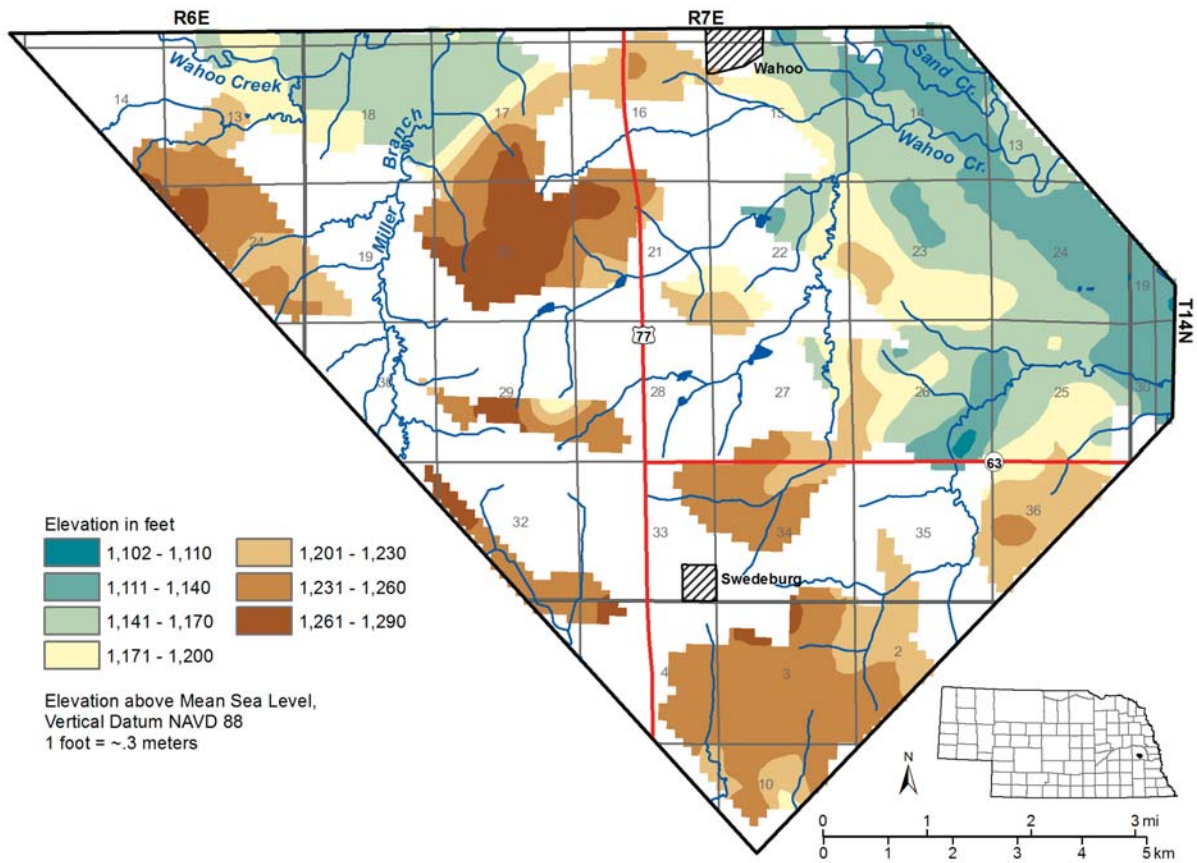 R6E
R7E
Wahoo Creek
Wahoo
Sand Cr.
14
13
18
17
16
15
14
13
Branch
Wahoo Cr.
Miller
24
19
20
21
22
23
24
19
T14N
77
30
29
28
27
26
25
30
63
32
33
34
35
36
Swedeburg
4
3
2
10
Elevation in feet
1,102 - 1,110
1,201 - 1,230
1,111 - 1,140
1,231 - 1,260
1,141 - 1,170
1,261 - 1,290
1,171 - 1,200
Elevation above Mean Sea Level,
Vertical Datum NAVD 88
1 foot = ~.3 meters
N
0 1 2 3 mi
0 1 2 3 4 5 km